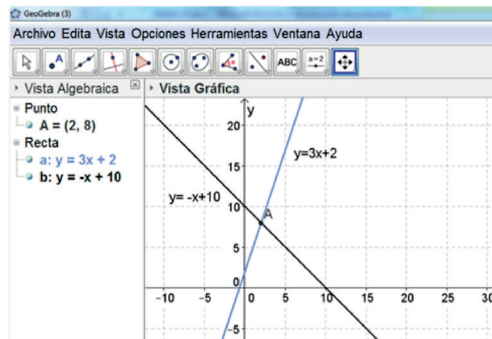 GeoGebra (3)
Archivo Edita Vista Opciones Herramientas Ventana Ayuda
A
ABC
a=2
Vista Algebraica
Vista Gráfica
Punto
A = (2, 8)
Recta
a: y = 3x + 2
b: y = -x + 10
y
20
15
y=3x+2
y= -x+10
10
A
5
0
-10
-5
0
5
10
15
20
25
30
-5